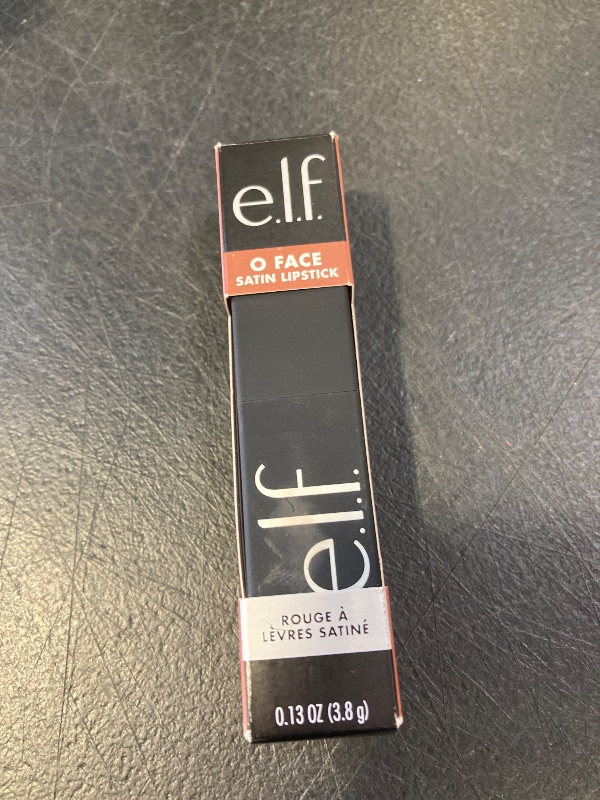 e.l.f.
O FACE
SATIN LIPSTICK
e.l.f.
ROUGE À
LÈVRES SATINÉ
0.13 OZ (3.8 g)